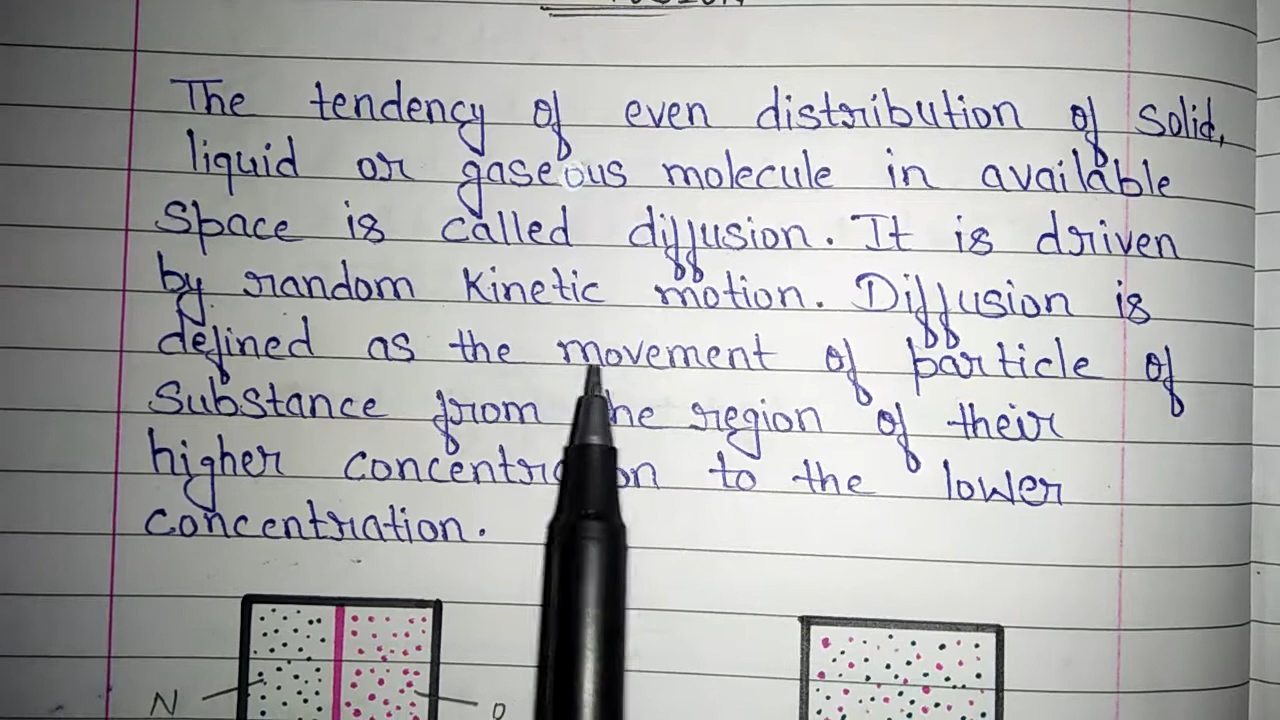 The tendency of even distribution of solid,
liquid or gaseous molecule in available
Space is called diffusion. It is driven
by random Kinetic motion. Diffusion is
defined as the movement of particle of
Substance from the region of their
higher concentration to the lower
concentration.
N